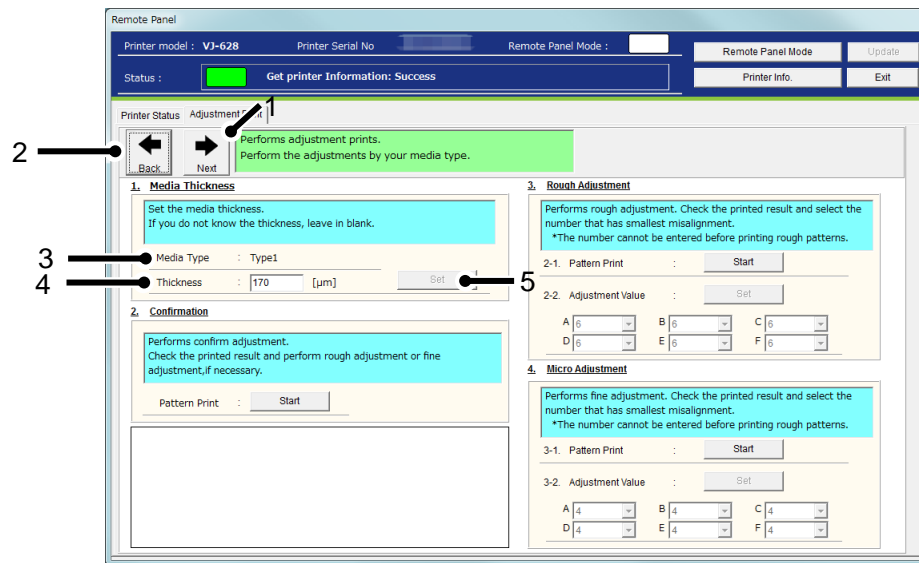 Remote Panel
Printer model : VJ-628 Printer Serial No Remote Panel Mode : Remote Panel Mode Update
Status : Get printer Information: Success Printer Info. Exit
Printer Status Adjustment Print
1
2
Back Next
Performs adjustment prints.
Perform the adjustments by your media type.
1. Media Thickness
Set the media thickness.
If you do not know the thickness, leave in blank.
3
Media Type : Type1
4
Thickness : 170 [μm] Set
5
2. Confirmation
Performs confirm adjustment.
Check the printed result and perform rough adjustment or fine
adjustment,if necessary.
Pattern Print : Start
3. Rough Adjustment
Performs rough adjustment. Check the printed result and select the
number that has smallest misalignment.
*The number cannot be entered before printing rough patterns.
2-1. Pattern Print : Start
2-2. Adjustment Value : Set
A 6 B 6 C 6
D 6 E 6 F 6
4. Micro Adjustment
Performs fine adjustment. Check the printed result and select the
number that has smallest misalignment.
*The number cannot be entered before printing rough patterns.
3-1. Pattern Print : Start
3-2. Adjustment Value : Set
A 4 B 4 C 4
D 4 E 4 F 4